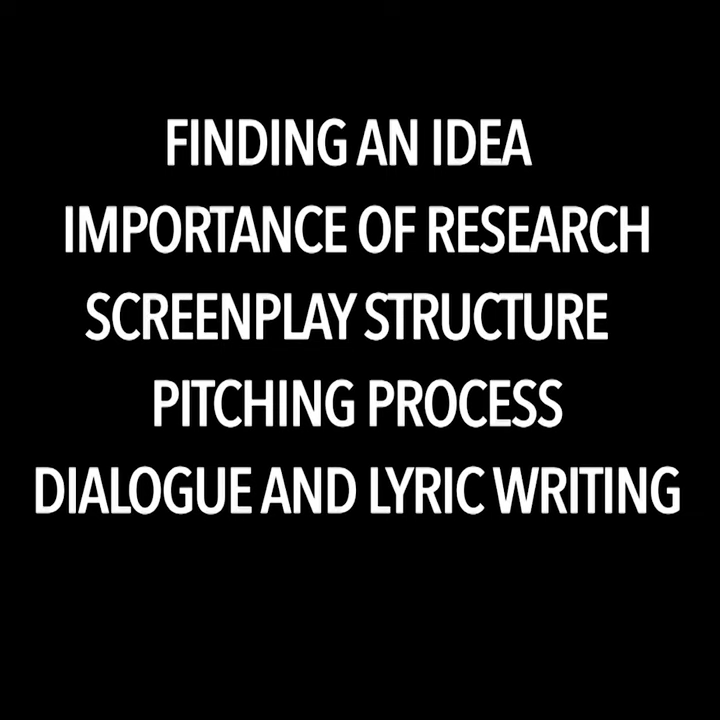 FINDING AN IDEA
IMPORTANCE OF RESEARCH
SCREENPLAY STRUCTURE
PITCHING PROCESS
DIALOGUE AND LYRIC WRITING